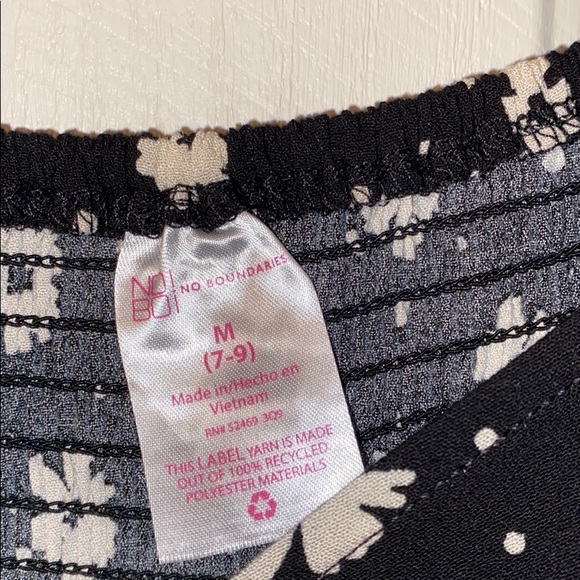 NO!
BO!
NO BOUNDARIES
M
(7-9)
Made in/Hecho en
Vietnam
RN# 52469 3Q9
THIS LABEL YARN IS MADE
OUT OF 100% RECYCLED
POLYESTER MATERIALS